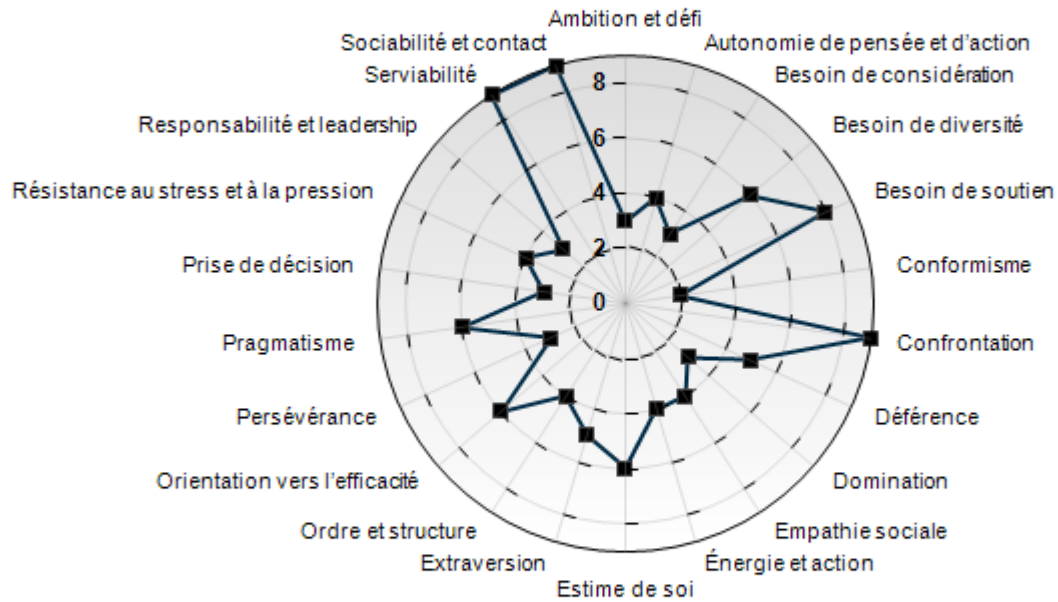 Ambition et défi
Sociabilité et contact
Autonomie de pensée et d'action
Serviabilité
Besoin de considération
Responsabilité et leadership
Besoin de diversité
Résistance au stress et à la pression
Besoin de soutien
Prise de décision
Conformisme
Pragmatisme
Confrontation
Persévérance
Déférence
Orientation vers l'efficacité
Domination
Ordre et structure
Empathie sociale
Extraversion
Énergie et action
Estime de soi
8
6
4
2
0